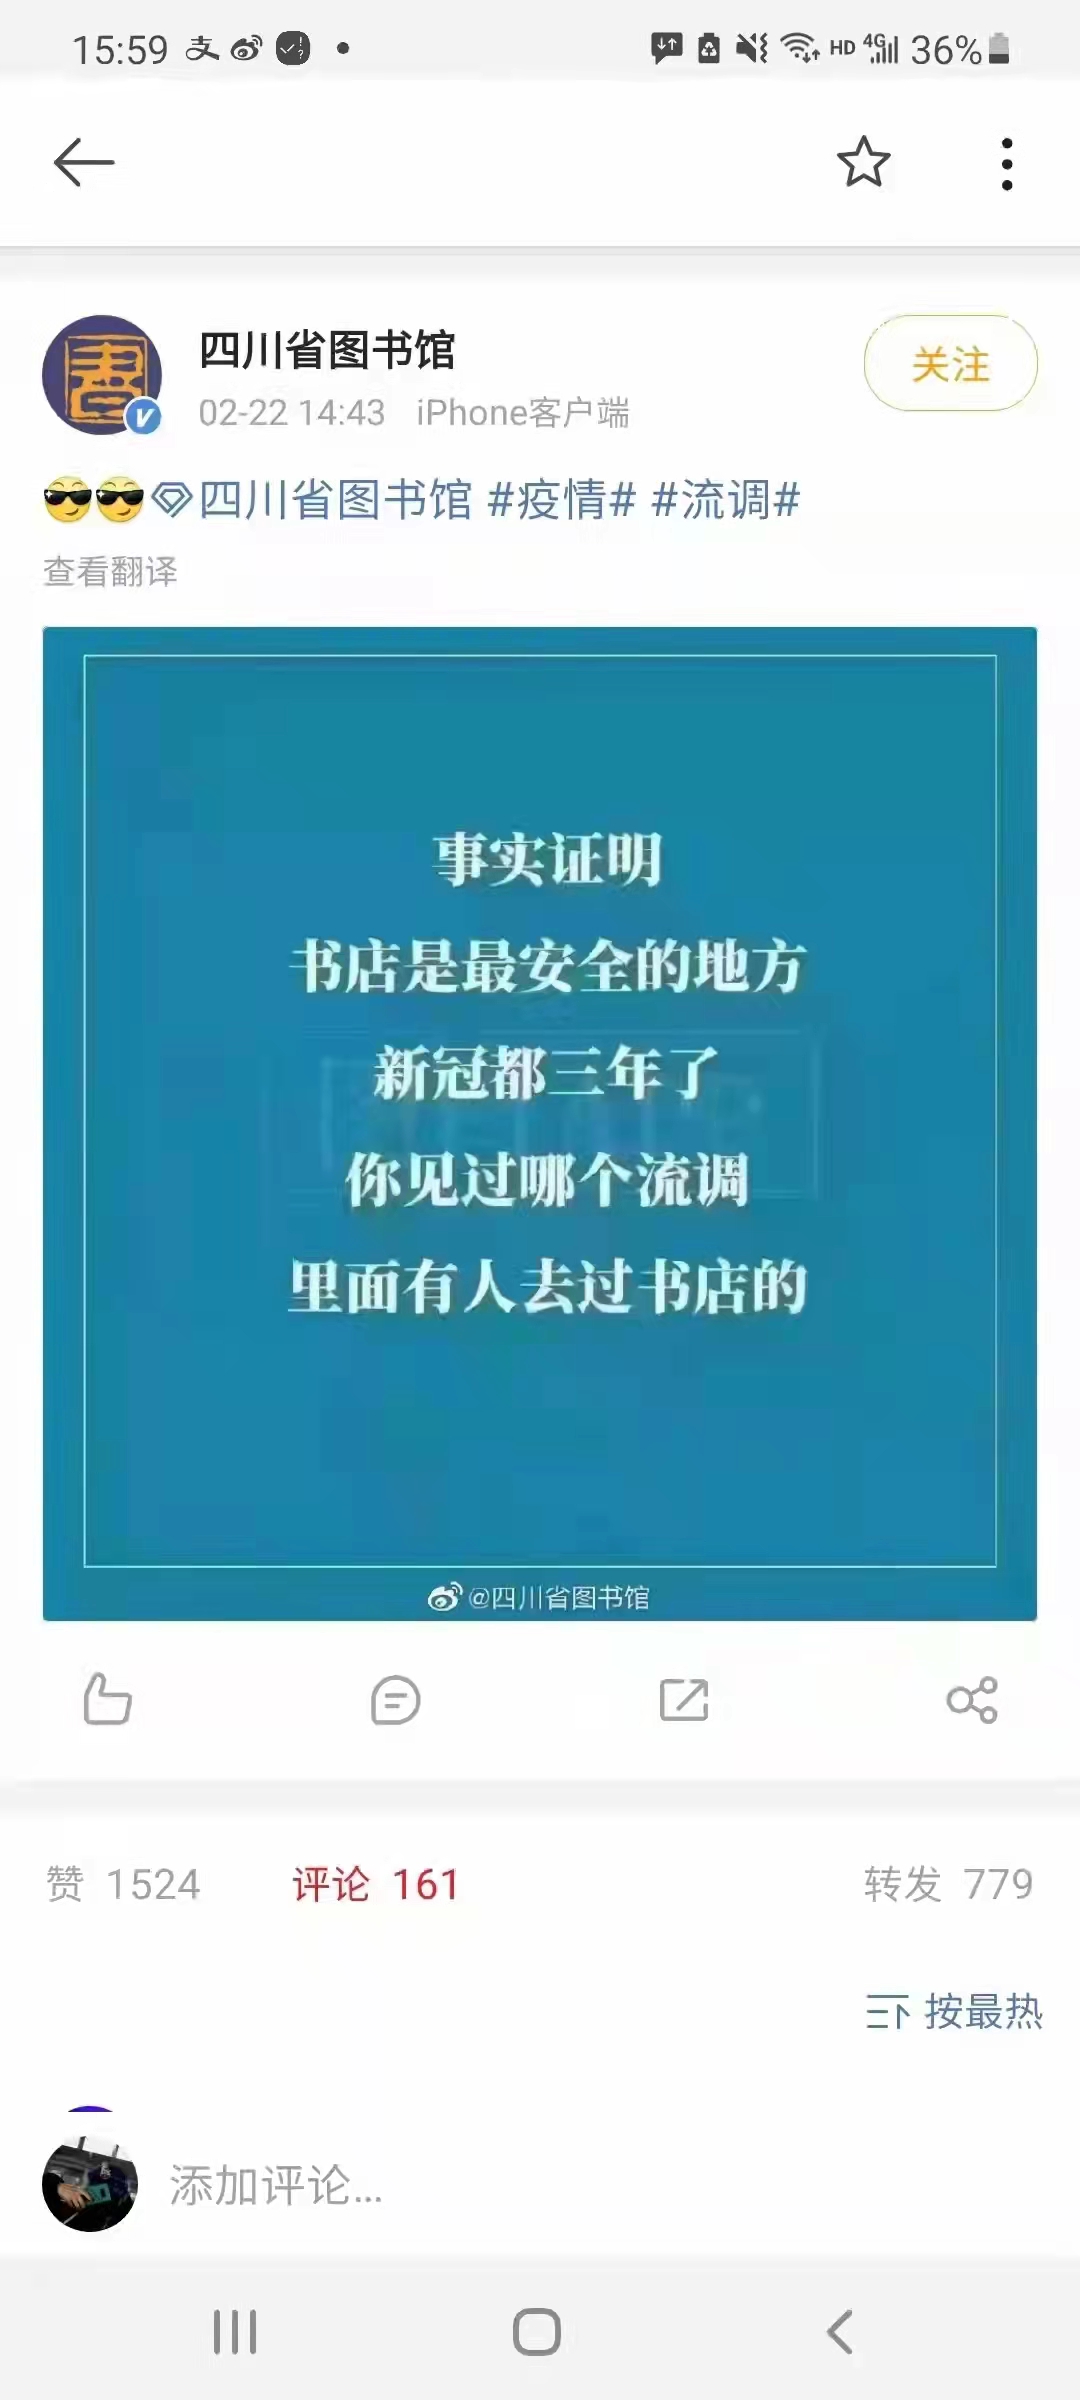 15:59 支 HD 4G 36%
四川省图书馆
关注
02-22 14:43 iPhone客户端
四川省图书馆 #疫情# #流调#
查看翻译
事实证明
书店是最安全的地方
新冠都三年了
你见过哪个流调
里面有人去过书店的
@四川省图书馆
赞 1524 评论 161 转发 779
按最热
添加评论...